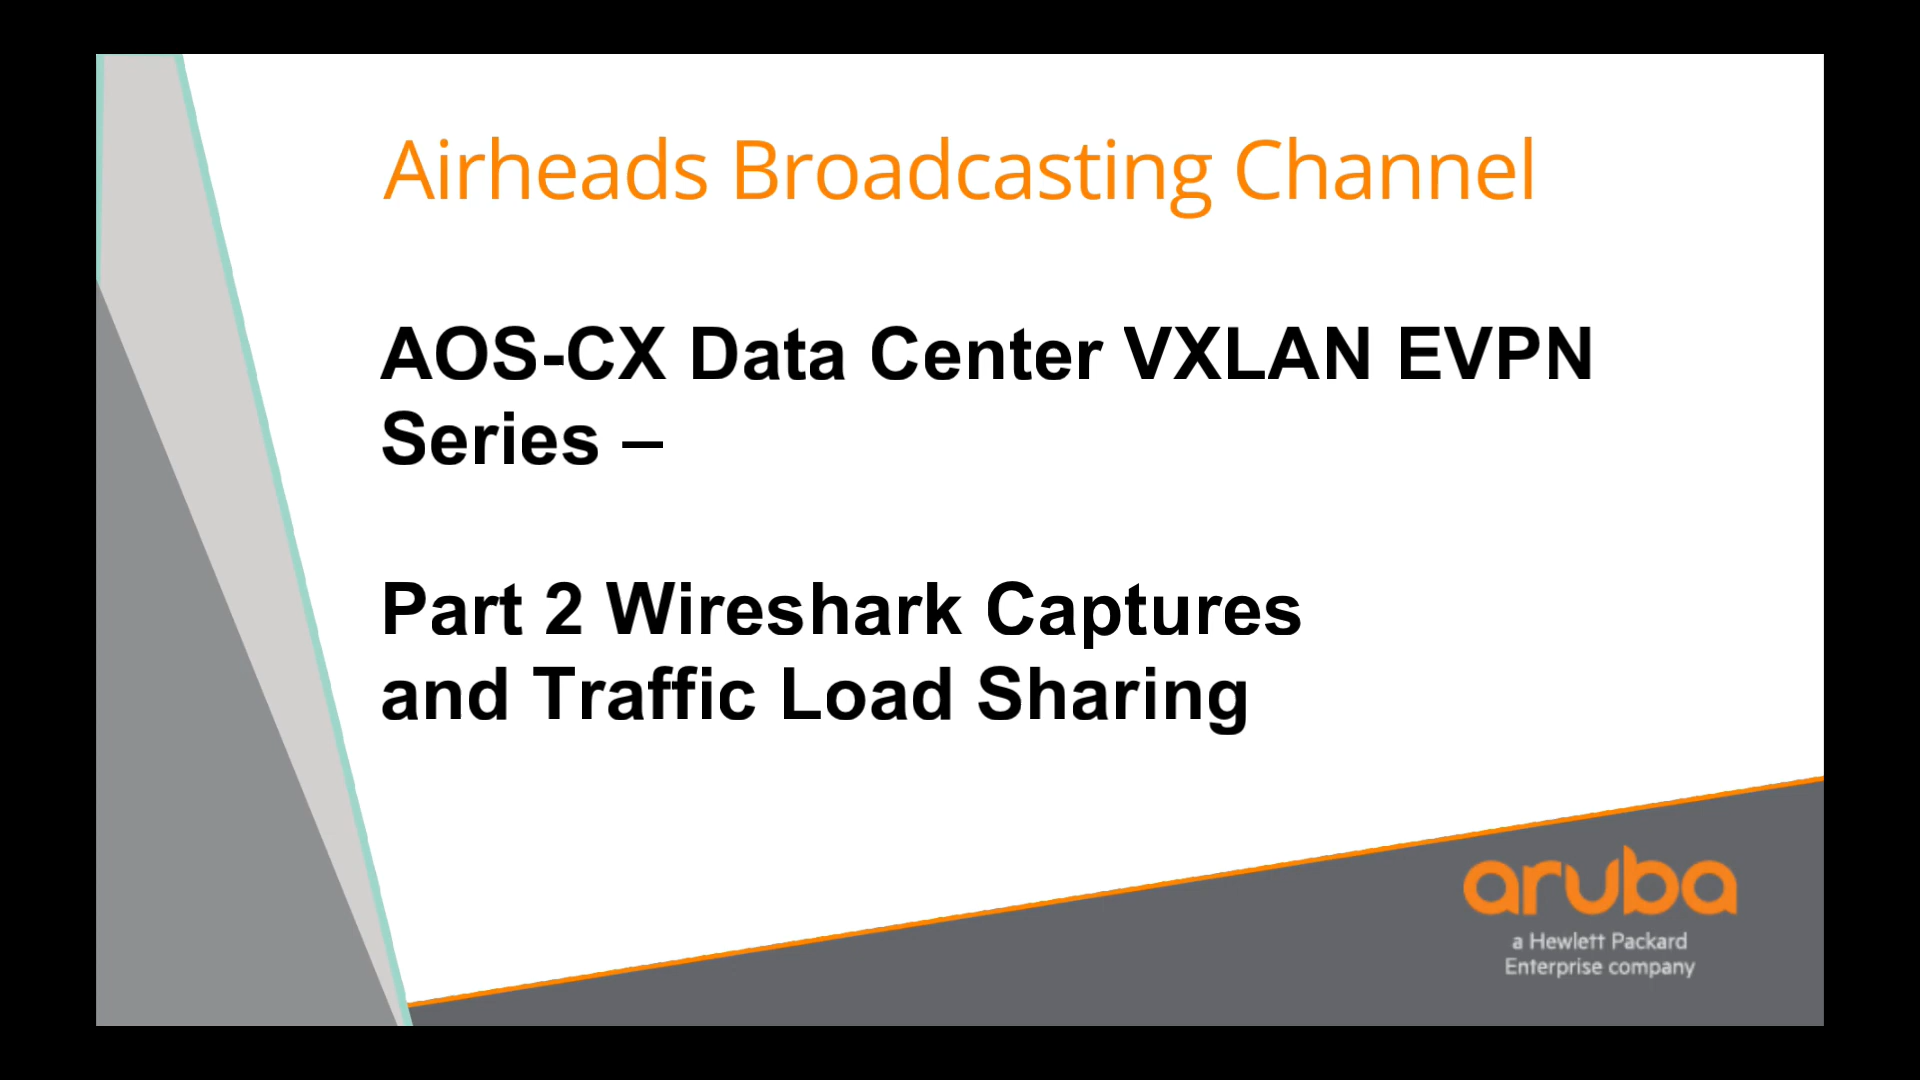 Airheads Broadcasting Channel
AOS-CX Data Center VXLAN EVPN
Series –
Part 2 Wireshark Captures
and Traffic Load Sharing
aruba
a Hewlett Packard
Enterprise company